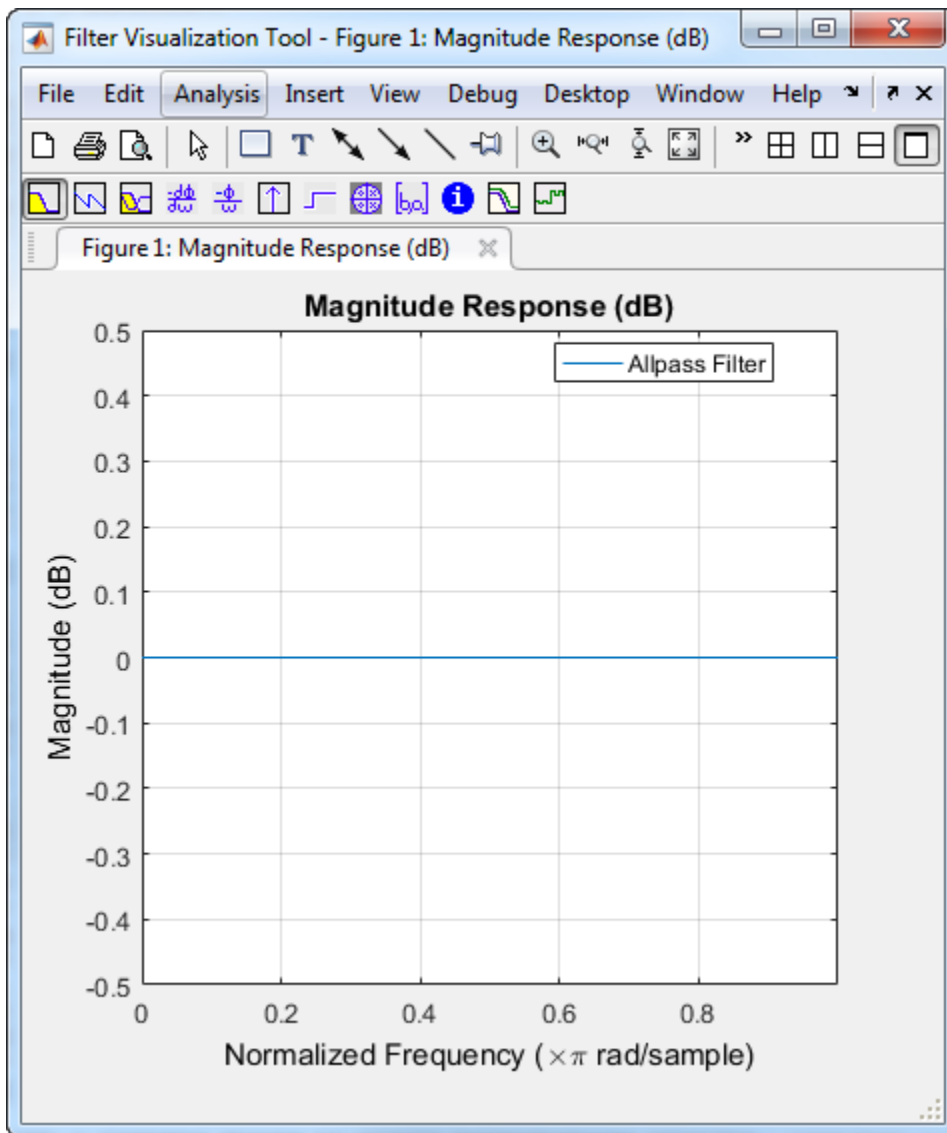 Filter Visualization Tool - Figure 1: Magnitude Response (dB)
File Edit Analysis Insert View Debug Desktop Window Help
T
Figure 1: Magnitude Response (dB)
Magnitude Response (dB)
Allpass Filter
0.5
0.4
0.3
0.2
0.1
0
-0.1
-0.2
-0.3
-0.4
-0.5
Magnitude (dB)
0 0.2 0.4 0.6 0.8
Normalized Frequency (×π rad/sample)